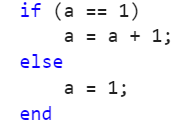 if (a == 1)
    a = a + 1;
else
    a = 1;
end